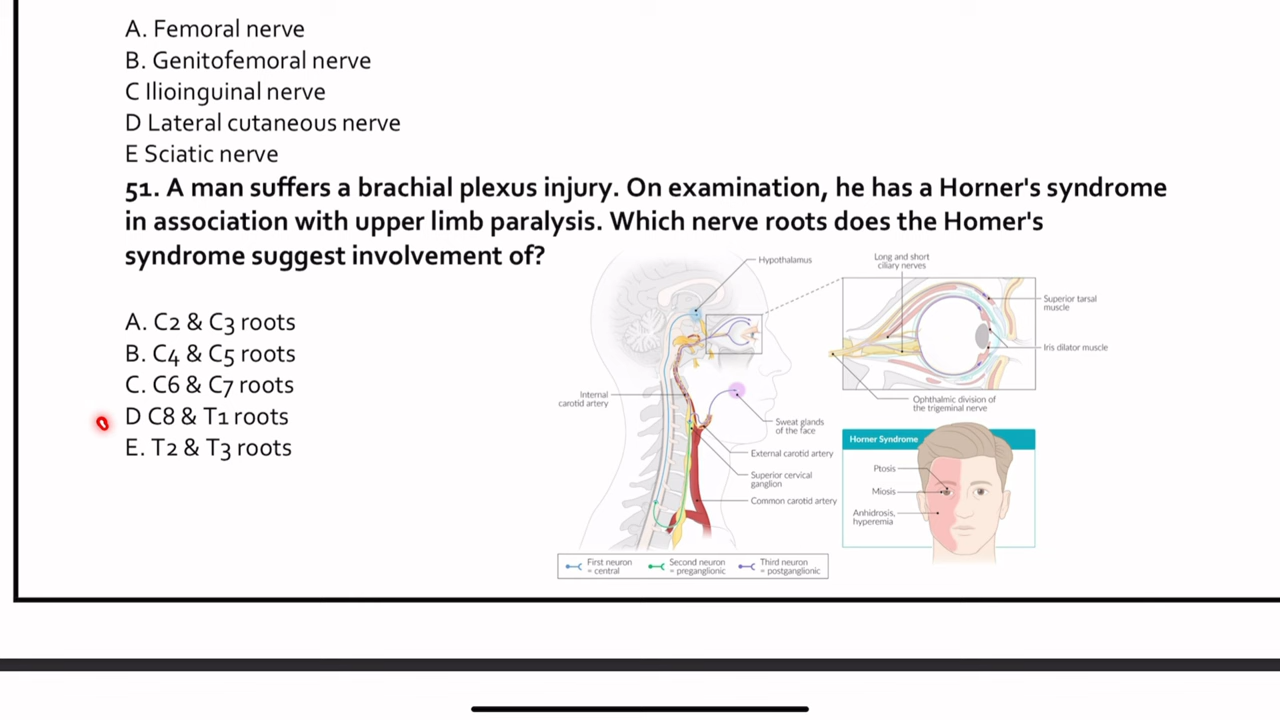 A. Femoral nerve
B. Genitofemoral nerve
C Ilioinguinal nerve
D Lateral cutaneous nerve
E Sciatic nerve
51. A man suffers a brachial plexus injury. On examination, he has a Horner's syndrome
in association with upper limb paralysis. Which nerve roots does the Homer's
syndrome suggest involvement of?
A. C2 & C3 roots
B. C4 & C5 roots
C. C6 & C7 roots
D C8 & T1 roots
E. T2 & T3 roots
Hypothalamus
Long and short
ciliary nerves
Superior tarsal
muscle
Iris dilator muscle
Internal
carotid artery
Ophthalmic division of
the trigeminal nerve
Sweat glands
of the face
External carotid artery
Superior cervical
ganglion
Common carotid artery
Horner Syndrome
Ptosis
Miosis
Anhidrosis,
hyperemia
First neuron
= central
Second neuron
= preganglionic
Third neuron
= postganglionic